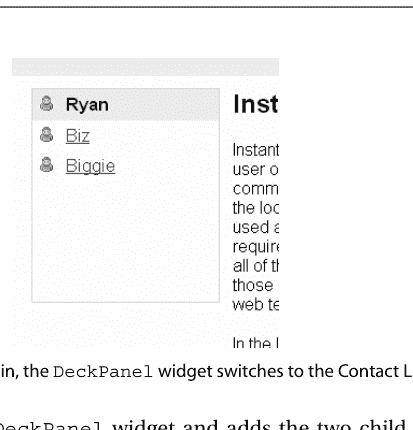 Ryan
Biz
Biggie
Inst
Instant
user o
comm
the loc
used a
require
all of th
those
web te
In the I
in, the DeckPanel widget switches to the Contact L
DeckPanel widget and adds the two child